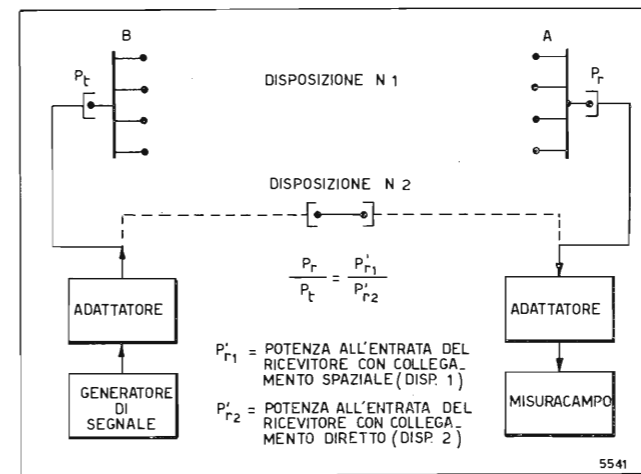 B
A
P_t
DISPOSIZIONE N 1
P_r
DISPOSIZIONE N 2
P_r / P_t = P'_r1 / P'_r2
ADATTATORE
ADATTATORE
P'_r1 = POTENZA ALL'ENTRATA DEL
RICEVITORE CON COLLEGA_
MENTO SPAZIALE (DISP. 1)
GENERATORE
DI
SEGNALE
P'_r2 = POTENZA ALL'ENTRATA DEL
RICEVITORE CON COLLEGA_
MENTO DIRETTO (DISP. 2)
MISURACAMPO
5541